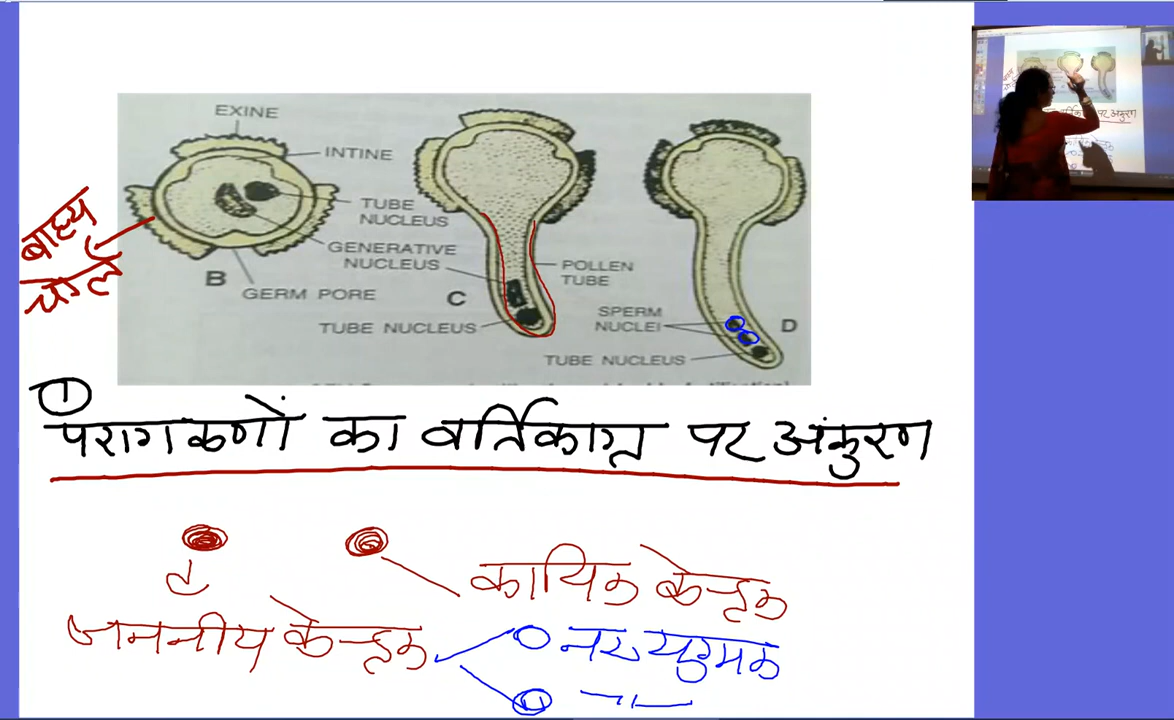 EXINE
INTINE
TUBE
NUCLEUS
GENERATIVE
NUCLEUS
B
GERM PORE
C
TUBE NUCLEUS
POLLEN
TUBE
SPERM
NUCLEI
D
TUBE NUCLEUS
बाह्य
चोल
1
परागकणों का वर्तिकाग्र पर अंकुरण
कायिक केन्द्रक
जननीय केन्द्रक
नर युग्मक